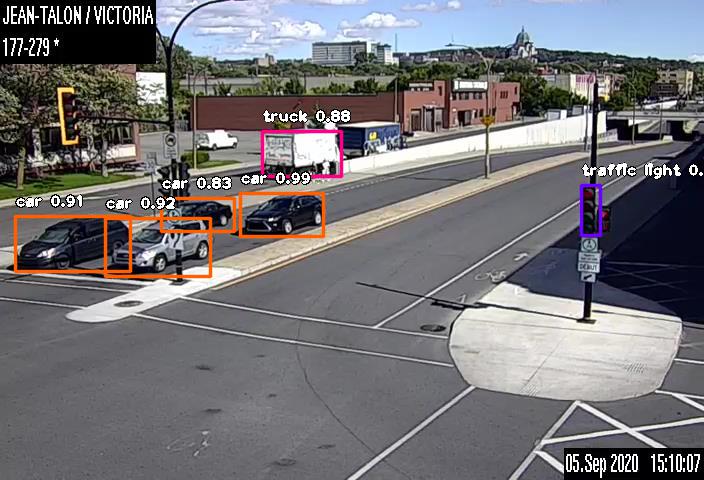 JEAN-TALON / VICTORIA
177-279 *
truck 0.88
car 0.83
car 0.99
traffic light 0.
car 0.91
car 0.92
DÉBUT
05.Sep 2020 15:10:07